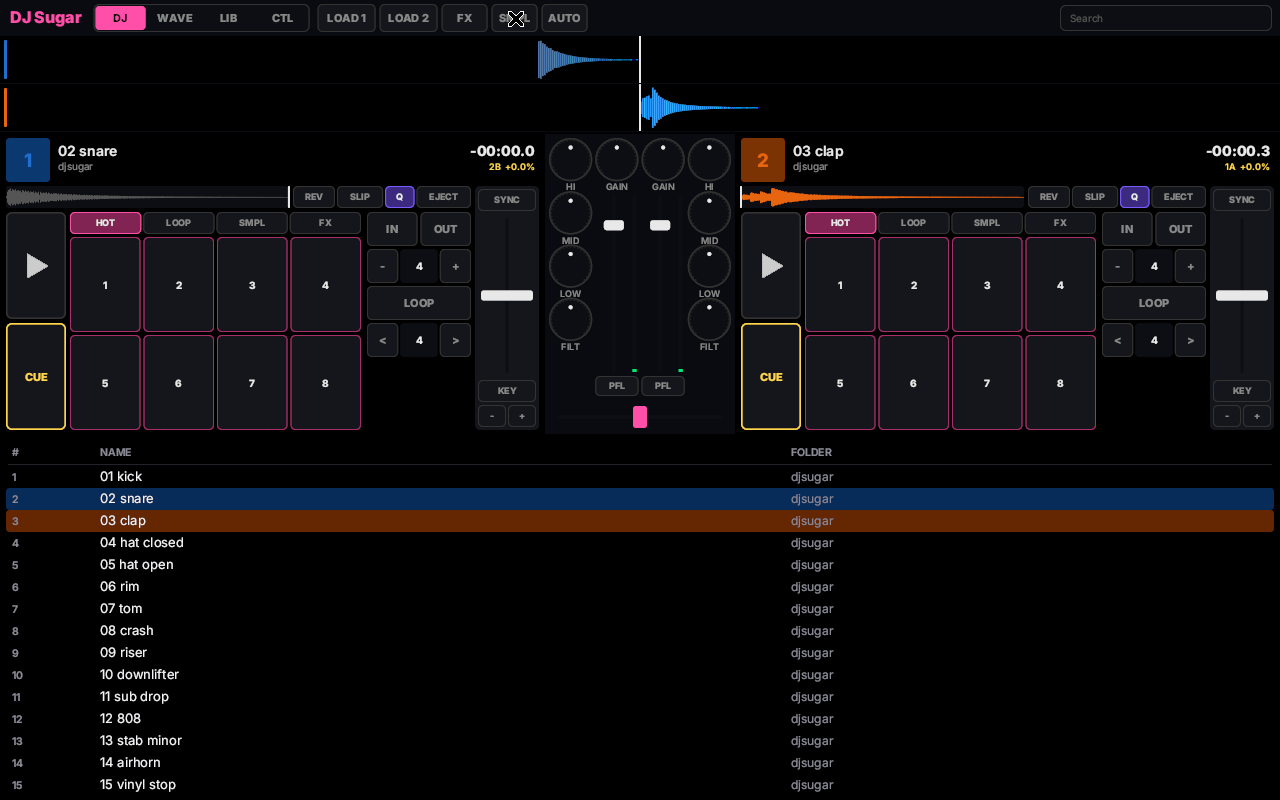 DJ Sugar DJ WAVE LIB CTL LOAD 1 LOAD 2 FX AUTO Search
1 02 snare -00:00.0
djsugar 2B +0.0%
2 03 clap -00:00.3
djsugar 1A +0.0%
REV SLIP Q EJECT SYNC
HOT LOOP SMPL FX IN OUT
1 2 3 4 - 4 +
LOOP
CUE 5 6 7 8 < 4 >
KEY
- +
HI GAIN GAIN HI
MID MID
LOW LOW
FILT FILT
PFL PFL
REV SLIP Q EJECT SYNC
HOT LOOP SMPL FX IN OUT
1 2 3 4 - 4 +
LOOP
CUE 5 6 7 8 < 4 >
KEY
- +
# NAME FOLDER
1 01 kick djsugar
2 02 snare djsugar
3 03 clap djsugar
4 04 hat closed djsugar
5 05 hat open djsugar
6 06 rim djsugar
7 07 tom djsugar
8 08 crash djsugar
9 09 riser djsugar
10 10 downlifter djsugar
11 11 sub drop djsugar
12 12 808 djsugar
13 13 stab minor djsugar
14 14 airhorn djsugar
15 15 vinyl stop djsugar